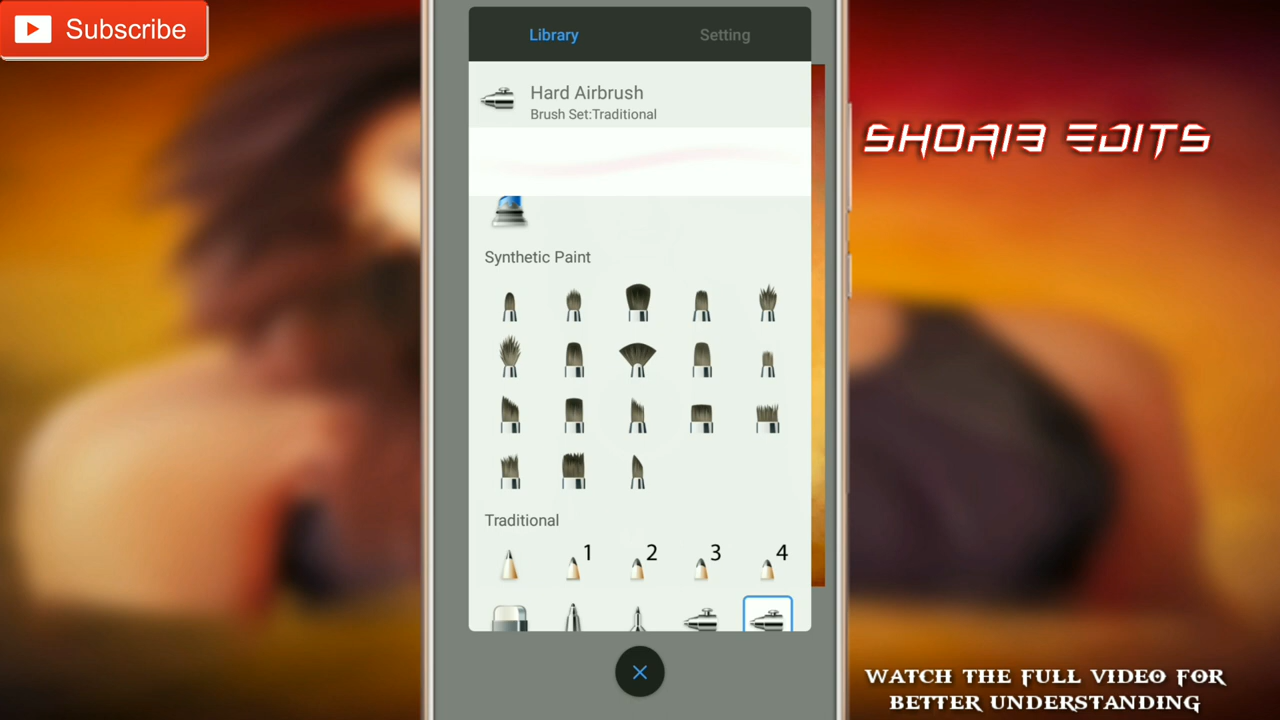 Subscribe
Library
Setting
Hard Airbrush
Brush Set:Traditional
SHOAIB EDITS
Synthetic Paint
Traditional
1
2
3
4
WATCH THE FULL VIDEO FOR
BETTER UNDERSTANDING